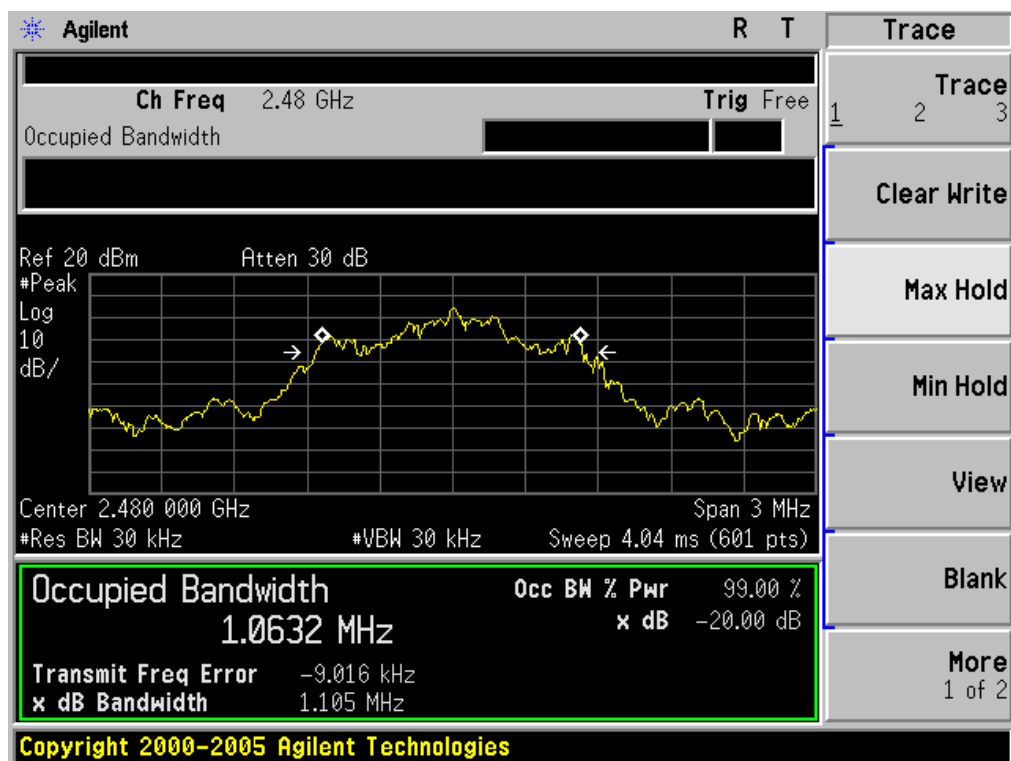 Agilent R T Trace
Ch Freq 2.48 GHz Trig Free
Occupied Bandwidth
Trace
1 2 3
Clear Write
Max Hold
Min Hold
View
Blank
More
1 of 2
Ref 20 dBm Atten 30 dB
#Peak
Log
10
dB/
Center 2.480 000 GHz Span 3 MHz
#Res BW 30 kHz #VBW 30 kHz Sweep 4.04 ms (601 pts)
Occupied Bandwidth Occ BW % Pwr 99.00 %
1.0632 MHz x dB -20.00 dB
Transmit Freq Error -9.016 kHz
x dB Bandwidth 1.105 MHz
Copyright 2000-2005 Agilent Technologies